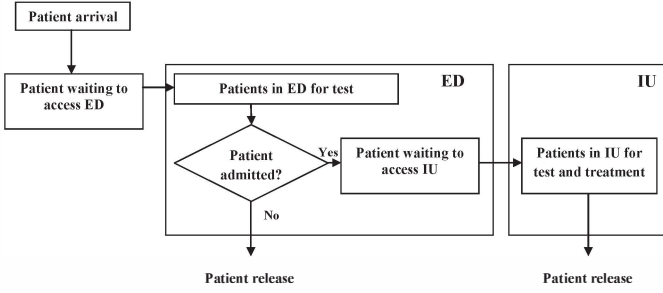 Patient arrival
Patient waiting to
access ED
Patients in ED for test
ED
Patient
admitted?
Yes
No
Patient waiting to
access IU
IU
Patients in IU for
test and treatment
Patient release
Patient release